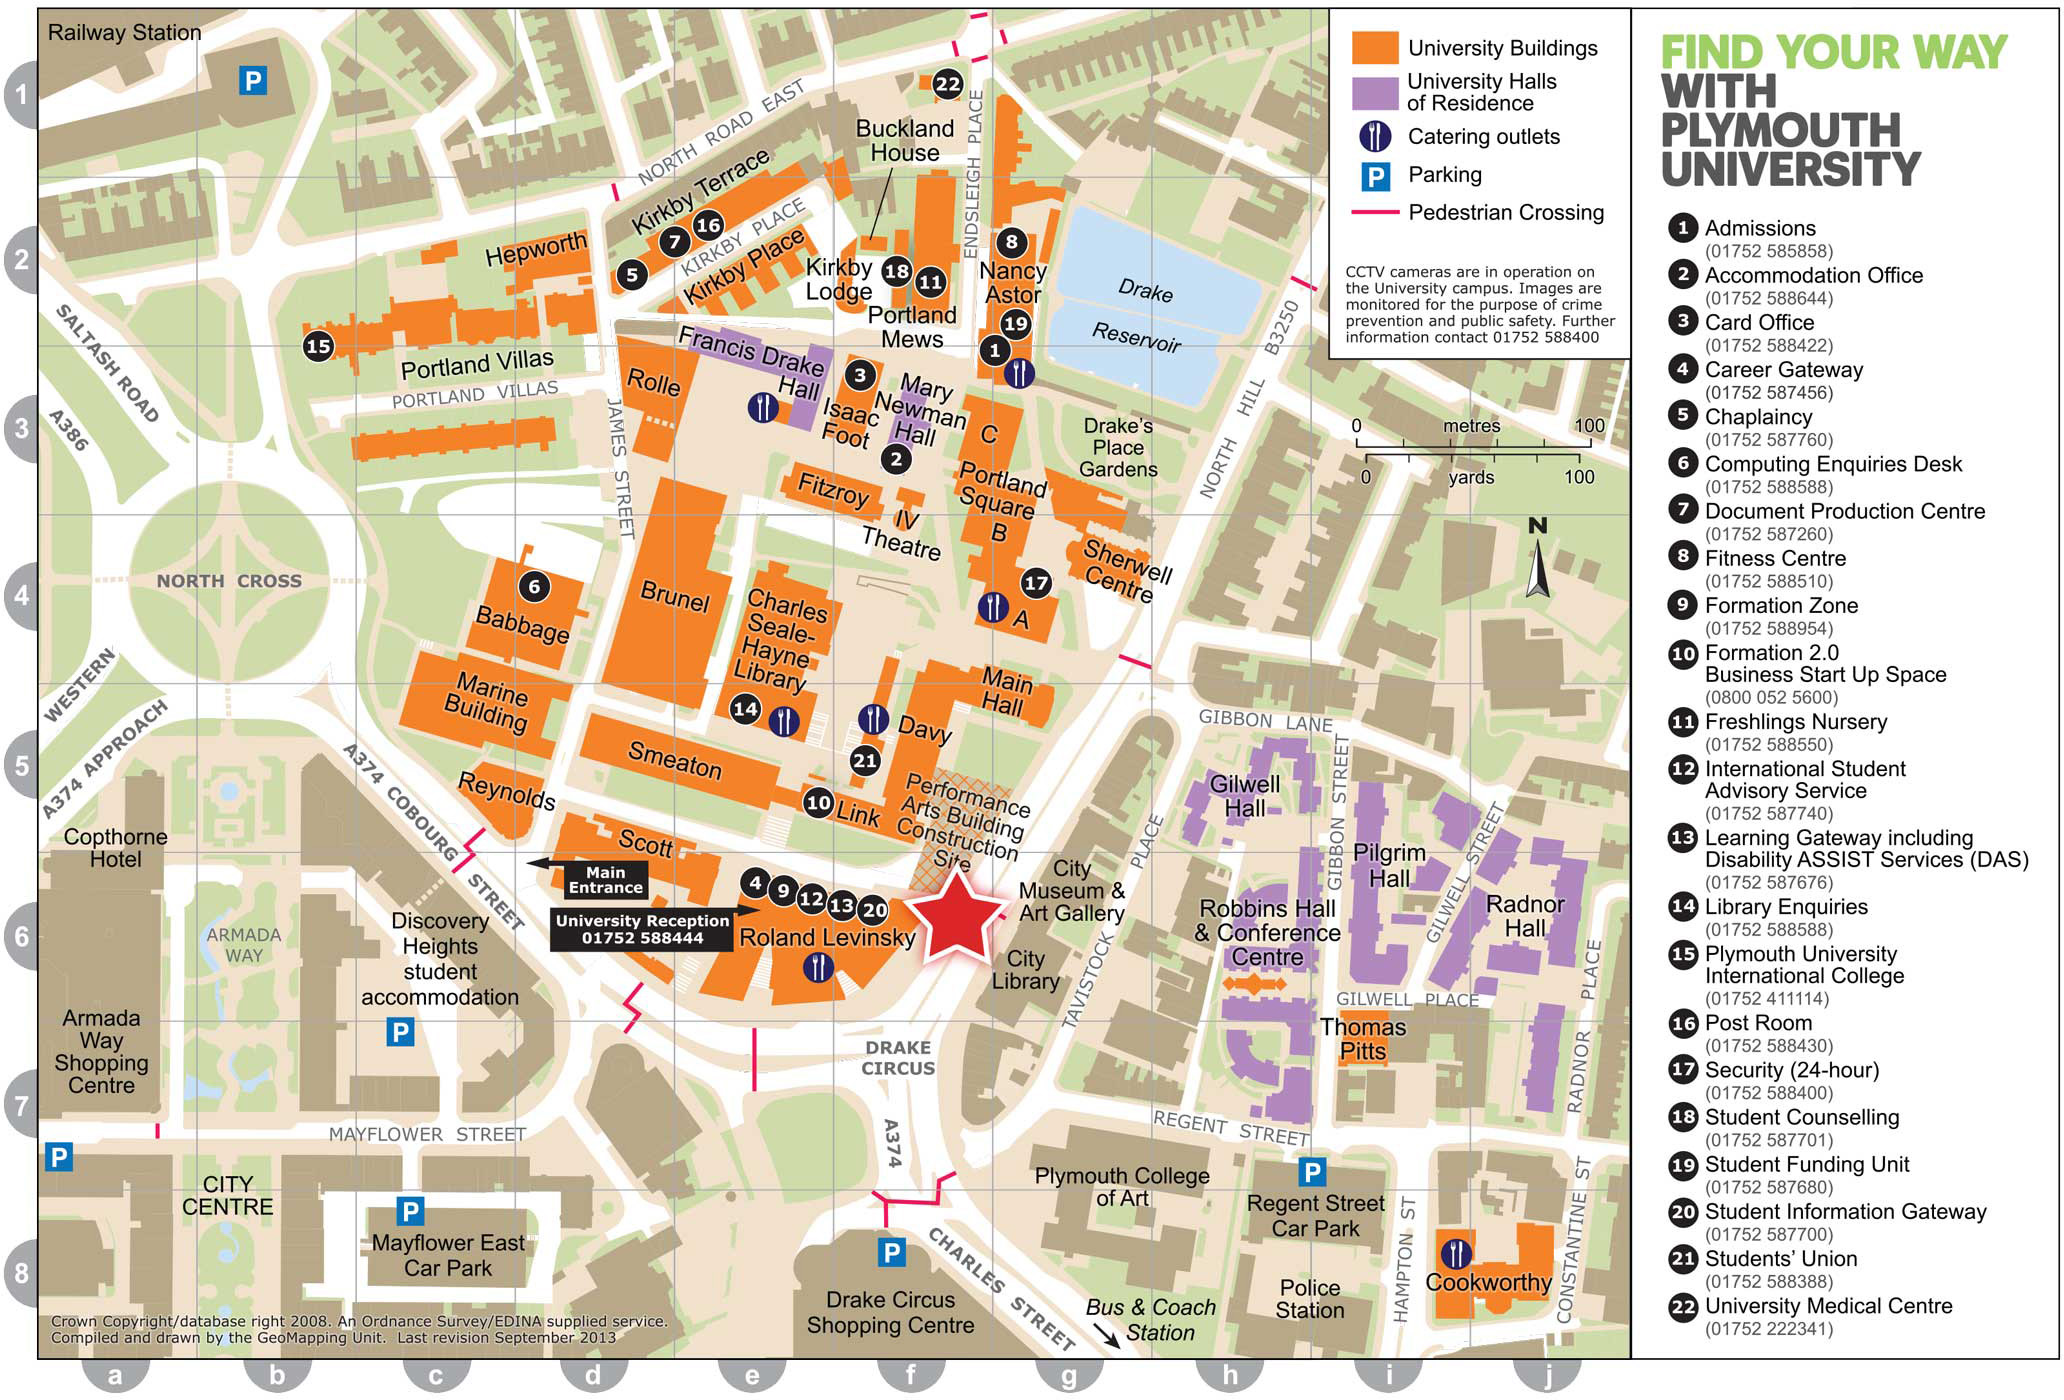 Railway Station
P
1
2
3
4
5
6
7
8
a
b
c
d
e
f
g
h
i
j
NORTH ROAD EAST
22
Buckland
House
ENDSLEIGH PLACE
Kirkby Terrace
16
7
5
KIRKBY PLACE
Kirkby Place
Hepworth
Kirkby
Lodge
18
11
Portland
Mews
8
Nancy
Astor
19
1
Drake
Reservoir
NORTH HILL B3250
SALTASH ROAD
A386
15
Portland Villas
PORTLAND VILLAS
JAMES STREET
Rolle
Francis Drake
Hall
3
Isaac
Foot
Mary
Newman
Hall
2
C
Portland
Square
B
17
A
Drake's
Place
Gardens
Fitzroy
IV
Theatre
Sherwell
Centre
NORTH CROSS
6
Babbage
Brunel
Charles
Seale-
Hayne
Library
14
Marine
Building
Main
Hall
Davy
21
WESTERN
A374 APPROACH
A374 COBOURG STREET
Reynolds
Smeaton
10 Link
Performance
Arts Building
Construction
Site
GIBBON LANE
GIBBON STREET
Gilwell
Hall
Pilgrim
Hall
GILWELL STREET
Radnor
Hall
Copthorne
Hotel
Scott
Main
Entrance
University Reception
01752 588444
4
9
12
13
20
Roland Levinsky
City
Museum &
Art Gallery
City
Library
TAVISTOCK PLACE
Robbins Hall
& Conference
Centre
GILWELL PLACE
Thomas
Pitts
RADNOR PLACE
ARMADA
WAY
Discovery
Heights
student
accommodation
P
Armada
Way
Shopping
Centre
DRAKE
CIRCUS
A374
MAYFLOWER STREET
P
CITY
CENTRE
P
Mayflower East
Car Park
REGENT STREET
Plymouth College
of Art
P
Regent Street
Car Park
Police
Station
HAMPTON ST
Cookworthy
CONSTANTINE ST
P
Drake Circus
Shopping Centre
CHARLES STREET
Bus & Coach
Station
Crown Copyright/database right 2008. An Ordnance Survey/EDINA supplied service.
Compiled and drawn by the GeoMapping Unit. Last revision September 2013
University Buildings
University Halls
of Residence
Catering outlets
P Parking
Pedestrian Crossing
CCTV cameras are in operation on
the University campus. Images are
monitored for the purpose of crime
prevention and public safety. Further
information contact 01752 588400
0 metres 100
0 yards 100
N
FIND YOUR WAY
WITH
PLYMOUTH
UNIVERSITY
1 Admissions
(01752 585858)
2 Accommodation Office
(01752 588644)
3 Card Office
(01752 588422)
4 Career Gateway
(01752 587456)
5 Chaplaincy
(01752 587760)
6 Computing Enquiries Desk
(01752 588588)
7 Document Production Centre
(01752 587260)
8 Fitness Centre
(01752 588510)
9 Formation Zone
(01752 588954)
10 Formation 2.0
Business Start Up Space
(0800 052 5600)
11 Freshlings Nursery
(01752 588550)
12 International Student
Advisory Service
(01752 587740)
13 Learning Gateway including
Disability ASSIST Services (DAS)
(01752 587676)
14 Library Enquiries
(01752 588588)
15 Plymouth University
International College
(01752 411114)
16 Post Room
(01752 588430)
17 Security (24-hour)
(01752 588400)
18 Student Counselling
(01752 587701)
19 Student Funding Unit
(01752 587680)
20 Student Information Gateway
(01752 587700)
21 Students' Union
(01752 588388)
22 University Medical Centre
(01752 222341)